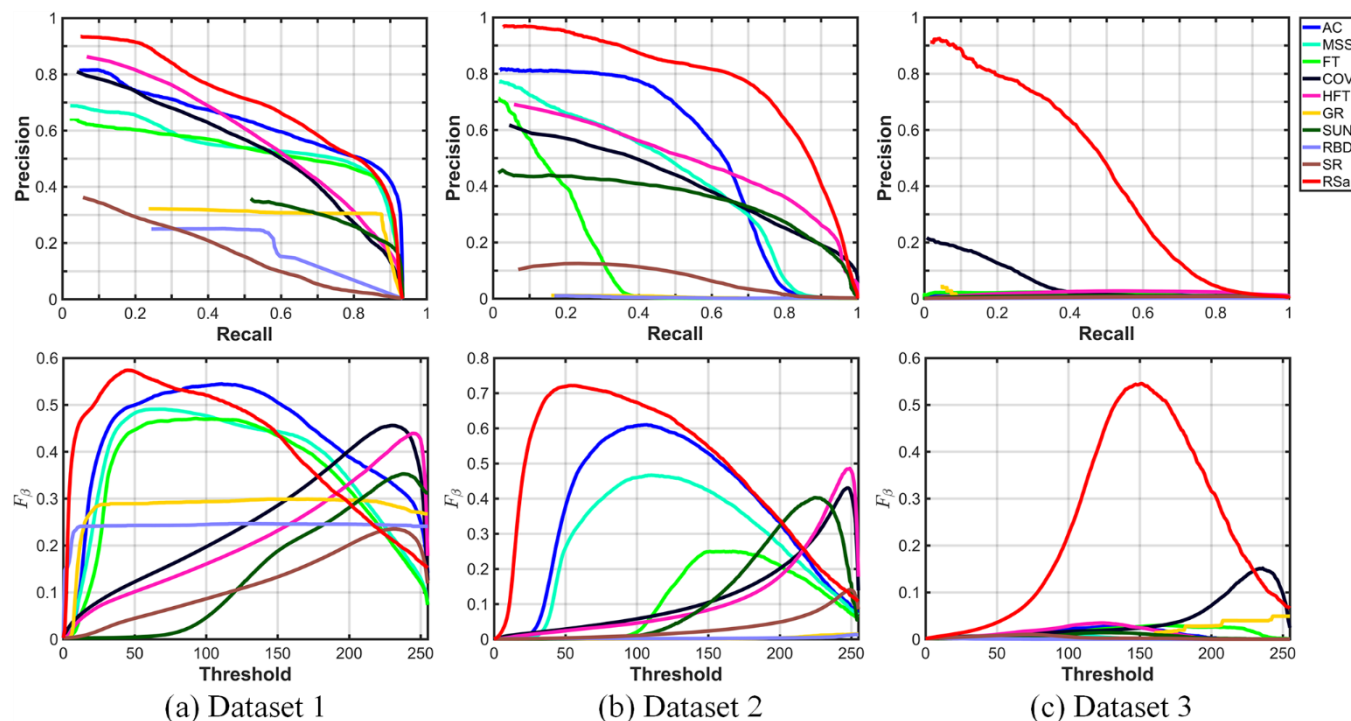 1
0.8
0.6
0.4
0.2
0
Precision
0 0.2 0.4 0.6 0.8 1
Recall
1
0.8
0.6
0.4
0.2
0
Precision
0 0.2 0.4 0.6 0.8 1
Recall
1
0.8
0.6
0.4
0.2
0
Precision
0 0.2 0.4 0.6 0.8 1
Recall
AC
MSS
FT
COV
HFT
GR
SUN
RBD
SR
RSa
0.6
0.5
0.4
0.3
0.2
0.1
0
Fβ
0 50 100 150 200 250
Threshold
0.8
0.7
0.6
0.5
0.4
0.3
0.2
0.1
0
Fβ
0 50 100 150 200 250
Threshold
0.6
0.5
0.4
0.3
0.2
0.1
0
Fβ
0 50 100 150 200 250
Threshold
(a) Dataset 1
(b) Dataset 2
(c) Dataset 3